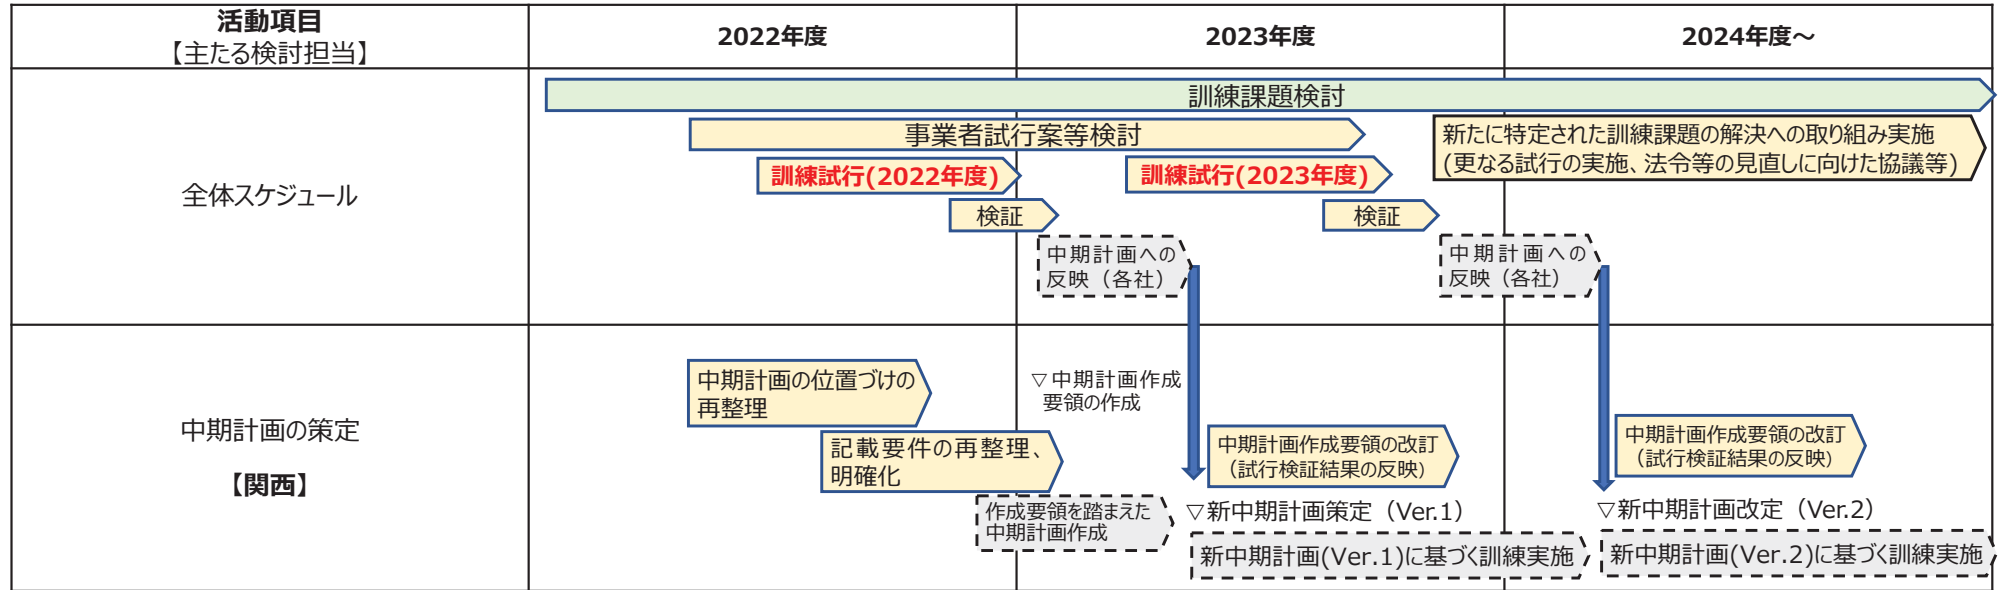 活動項目
【主たる検討担当】
2022年度
2023年度
2024年度～
全体スケジュール
訓練課題検討
事業者試行案等検討
新たに特定された訓練課題の解決への取り組み実施
(更なる試行の実施、法令等の見直しに向けた協議等)
訓練試行(2022年度)
訓練試行(2023年度)
検証
検証
中期計画への
反映（各社）
中期計画への
反映（各社）
中期計画の策定
【関西】
中期計画の位置づけの
再整理
▽中期計画作成
要領の作成
記載要件の再整理、
明確化
中期計画作成要領の改訂
（試行検証結果の反映）
中期計画作成要領の改訂
（試行検証結果の反映）
作成要領を踏まえた
中期計画作成
▽新中期計画策定（Ver.1）
▽新中期計画改定（Ver.2）
新中期計画(Ver.1)に基づく訓練実施
新中期計画(Ver.2)に基づく訓練実施